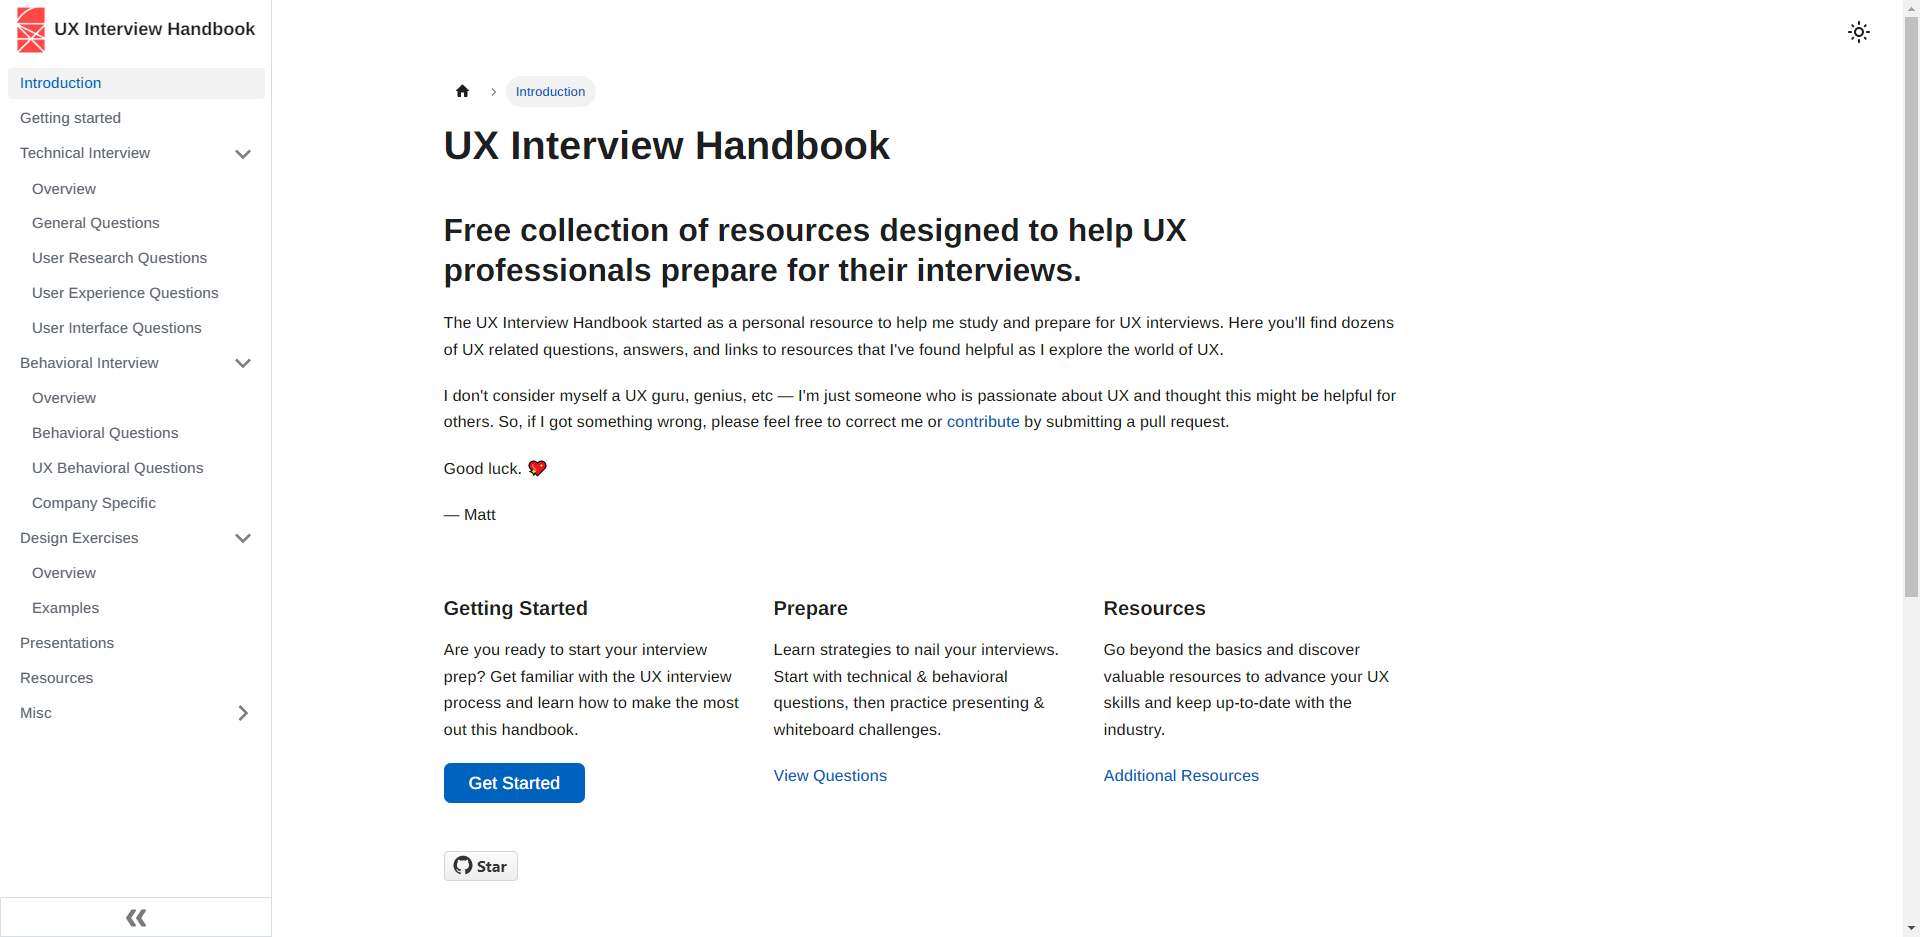 UX Interview Handbook
Introduction
Getting started
Technical Interview
Overview
General Questions
User Research Questions
User Experience Questions
User Interface Questions
Behavioral Interview
Overview
Behavioral Questions
UX Behavioral Questions
Company Specific
Design Exercises
Overview
Examples
Presentations
Resources
Misc
Introduction
UX Interview Handbook
Free collection of resources designed to help UX
professionals prepare for their interviews.
The UX Interview Handbook started as a personal resource to help me study and prepare for UX interviews. Here you'll find dozens
of UX related questions, answers, and links to resources that I've found helpful as I explore the world of UX.
I don't consider myself a UX guru, genius, etc — I'm just someone who is passionate about UX and thought this might be helpful for
others. So, if I got something wrong, please feel free to correct me or contribute by submitting a pull request.
Good luck. 💖
— Matt
Getting Started
Are you ready to start your interview
prep? Get familiar with the UX interview
process and learn how to make the most
out this handbook.
Get Started
Prepare
Learn strategies to nail your interviews.
Start with technical & behavioral
questions, then practice presenting &
whiteboard challenges.
View Questions
Resources
Go beyond the basics and discover
valuable resources to advance your UX
skills and keep up-to-date with the
industry.
Additional Resources
Star